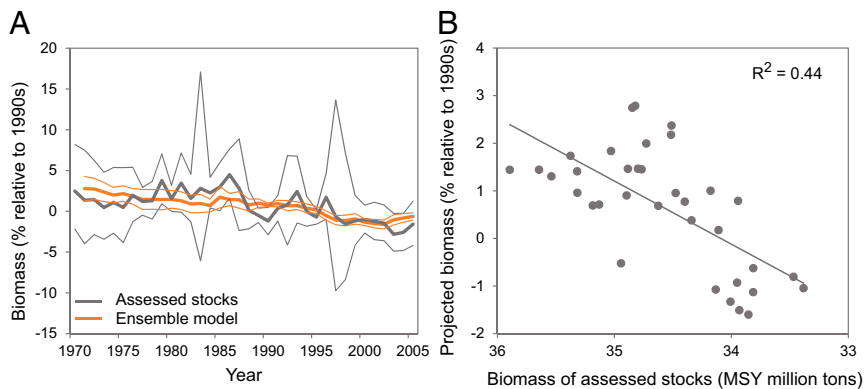 A
Biomass (% relative to 1990s)
20
15
10
5
0
-5
-10
-15
Assessed stocks
Ensemble model
1970 1975 1980 1985 1990 1995 2000 2005
Year
B
Projected biomass (% relative to 1990s)
4
3
2
1
0
-1
-2
R² = 0.44
36 35 34 33
Biomass of assessed stocks (MSY million tons)